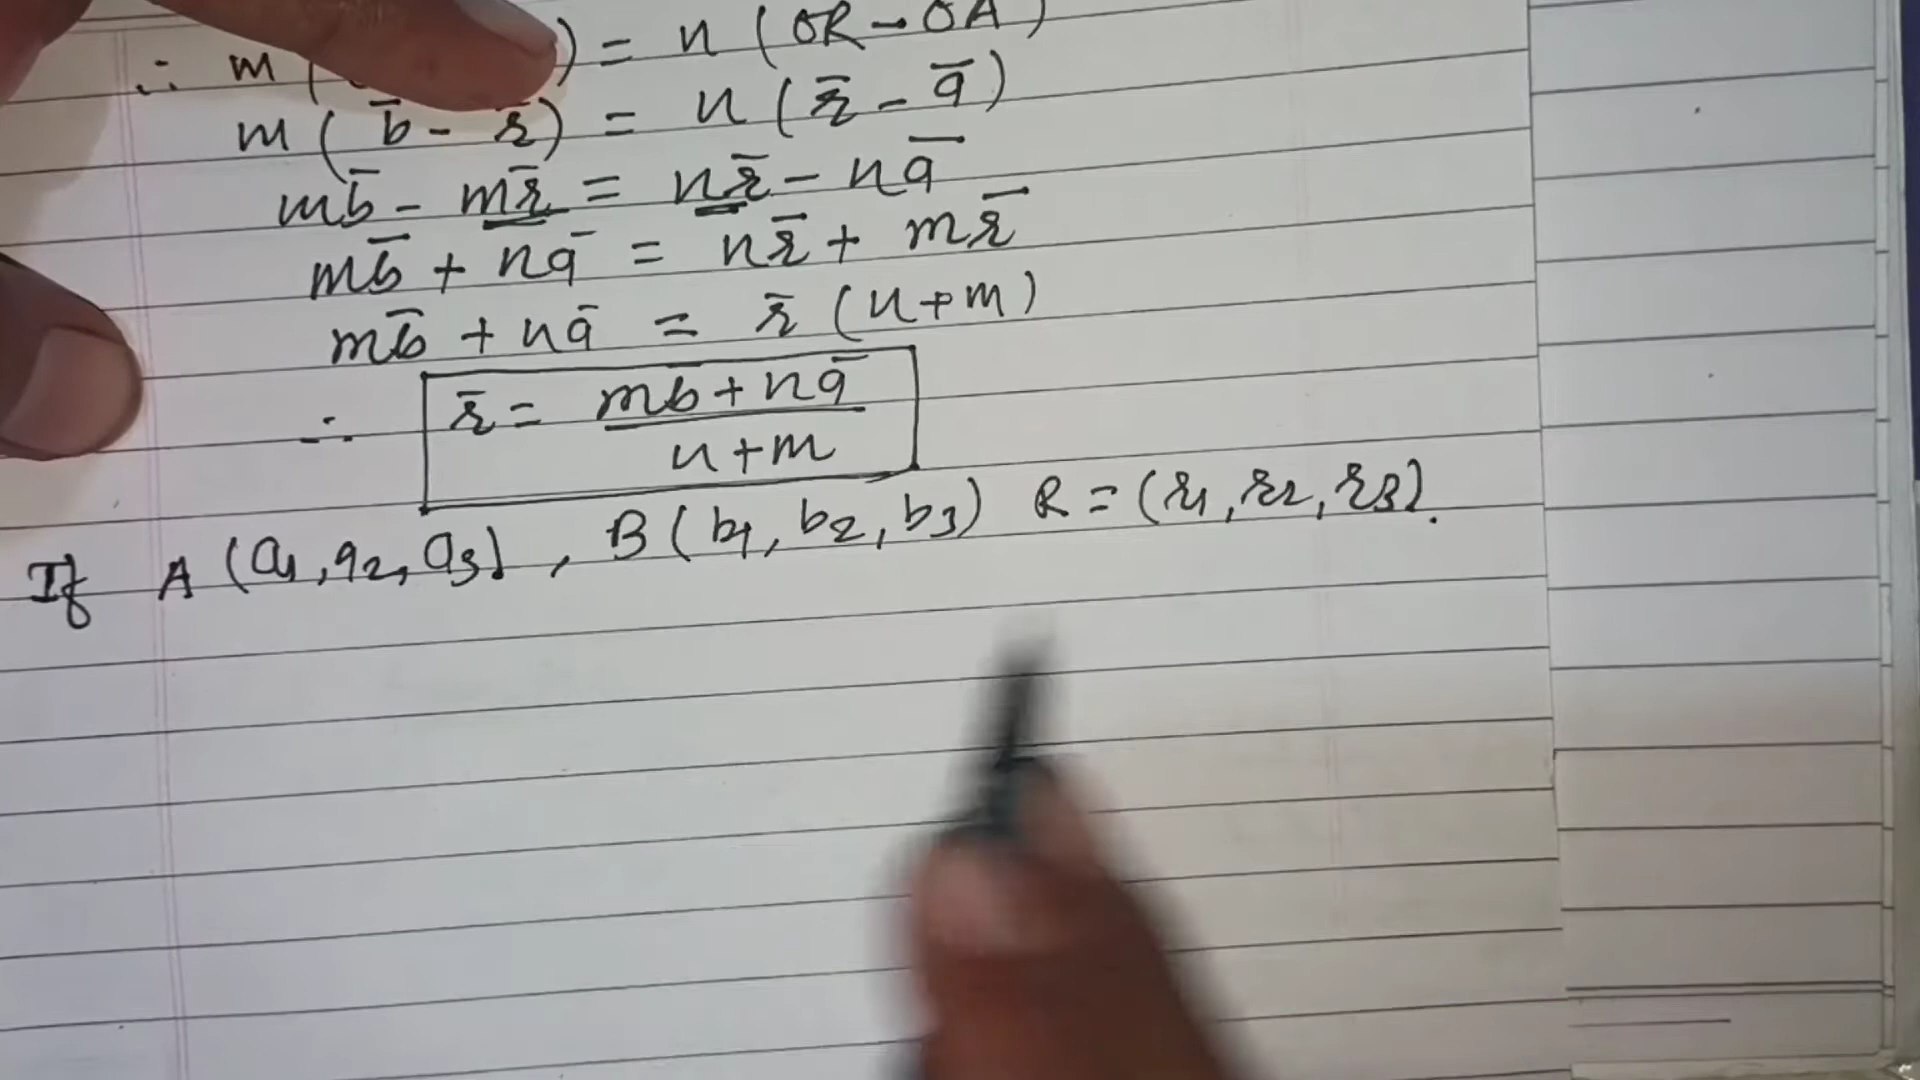 ∴ m ( ) = n (OR - OA)
m ( b̄ - r̄ ) = n ( r̄ - ā )
mb̄ - mr̄ = nr̄ - nā
mb̄ + nā = nr̄ + mr̄
mb̄ + nā = r̄ (n+m)
∴ r̄ = mb̄ + nā / n+m
If A (a1, a2, a3), B (b1, b2, b3) R = (r1, r2, r3).